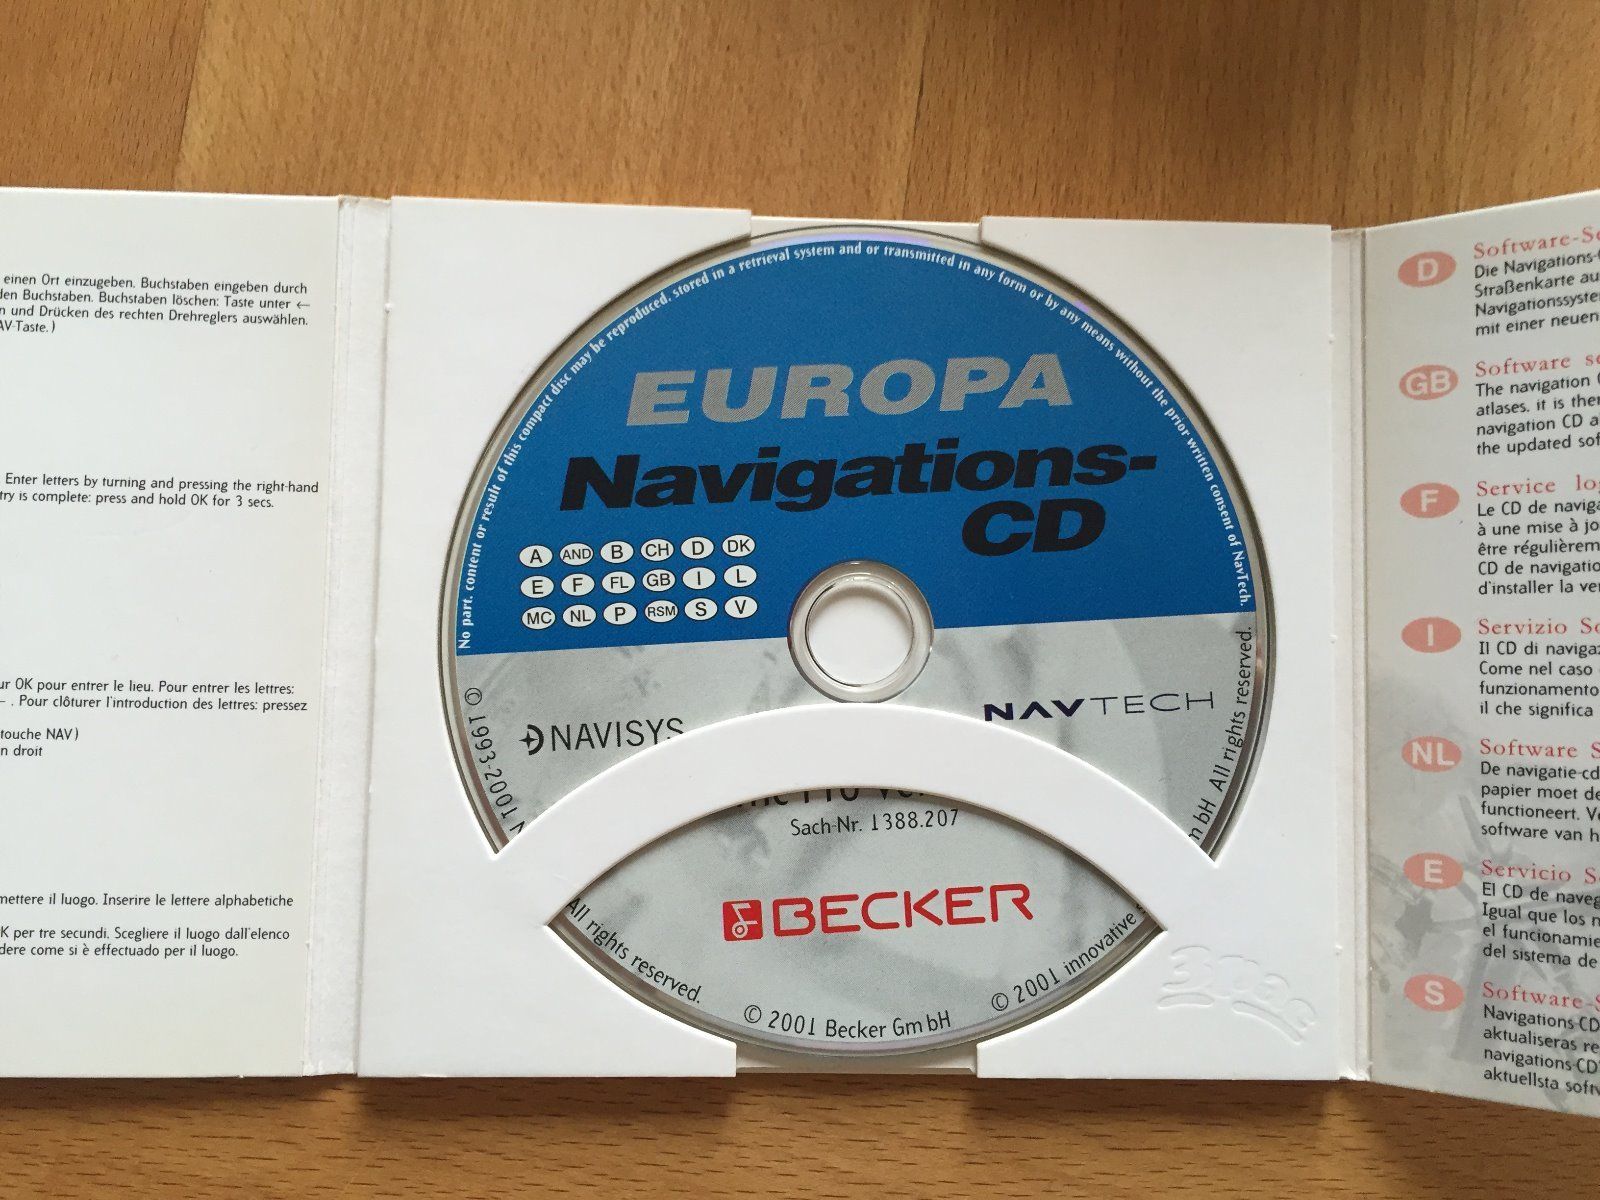 einen Ort einzugeben. Buchstaben eingeben durch
den Buchstaben. Buchstaben löschen: Taste unter ←
und Drücken des rechten Drehreglers auswählen.
AV-Taste.)
Enter letters by turning and pressing the right-hand
try is complete: press and hold OK for 3 secs.
ur OK pour entrer le lieu. Pour entrer les lettres:
← . Pour clôturer l'introduction des lettres: pressez
touche NAV)
n droit
mettere il luogo. Inserire le lettere alphabetiche
K per tre secundi. Scegliere il luogo dall'elenco
dere come si è effectuado per il luogo.
No part. content or result of this compact disc may be reproduced. stored in a retrieval system and or transmitted in any form or by any means without the prior written consent of NavTech.
EUROPA
Navigations-
CD
A AND B CH D DK
E F FL GB I L
MC NL P RSM S V
NAVISYS
NAVTECH
© 1993-2001
All rights reserved.
Sach-Nr. 1388.207
BECKER
All rights reserved.
© 2001 Becker GmbH
© 2001 innovative
mbH
D
Software-Se
Die Navigations-
Straßenkarte au
Navigationssyste
mit einer neuen
GB
Software se
The navigation
atlases. it is the
navigation CD a
the updated sof
F
Service log
Le CD de naviga
à une mise à jo
être régulièrem
CD de navigatio
d'installer la ve
I
Servizio So
Il CD di navigaz
Come nel caso
funzionamento
il che significa
NL
Software S
De navigatie-cd
papier moet de
functioneert. Ve
software van h
E
Servicio So
El CD de naveg
Igual que los m
el funcionamie
del sistema de
S
Software-S
Navigations-CD
aktualiseras re
navigations-CD'
aktuellsta softv